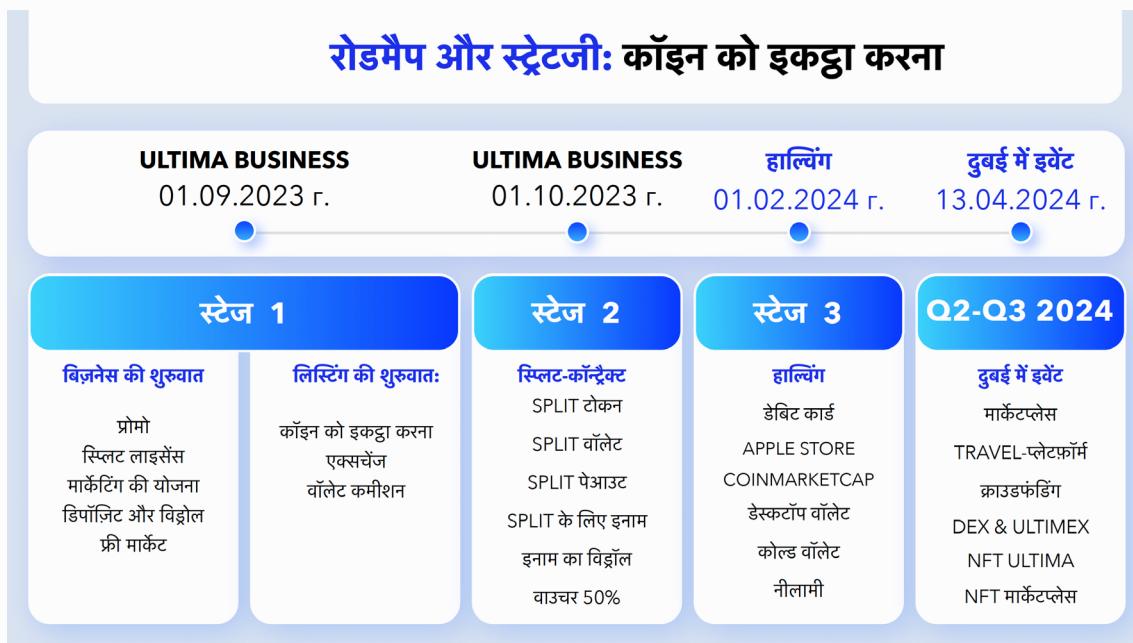 रोडमैप और स्ट्रेटजी: कॉइन को इकट्ठा करना
ULTIMA BUSINESS
01.09.2023 г.
ULTIMA BUSINESS
01.10.2023 г.
हाल्विंग
01.02.2024 г.
दुबई में इवेंट
13.04.2024 г.
स्टेज 1
बिज़नेस की शुरुवात
प्रोमो
स्प्लिट लाइसेंस
मार्केटिंग की योजना
डिपॉज़िट और विड्रोल
फ्री मार्केट
लिस्टिंग की शुरुवात:
कॉइन को इकट्ठा करना
एक्सचेंज
वॉलेट कमीशन
स्टेज 2
स्प्लिट-कॉन्ट्रैक्ट
SPLIT टोकन
SPLIT वॉलेट
SPLIT पेआउट
SPLIT के लिए इनाम
इनाम का विड्रॉल
वाउचर 50%
स्टेज 3
हाल्विंग
डेबिट कार्ड
APPLE STORE
COINMARKETCAP
डेस्कटॉप वॉलेट
कोल्ड वॉलेट
नीलामी
Q2-Q3 2024
दुबई में इवेंट
मार्केटप्लेस
TRAVEL-प्लेटफ़ॉर्म
क्राउडफंडिंग
DEX & ULTIMEX
NFT ULTIMA
NFT मार्केटप्लेस